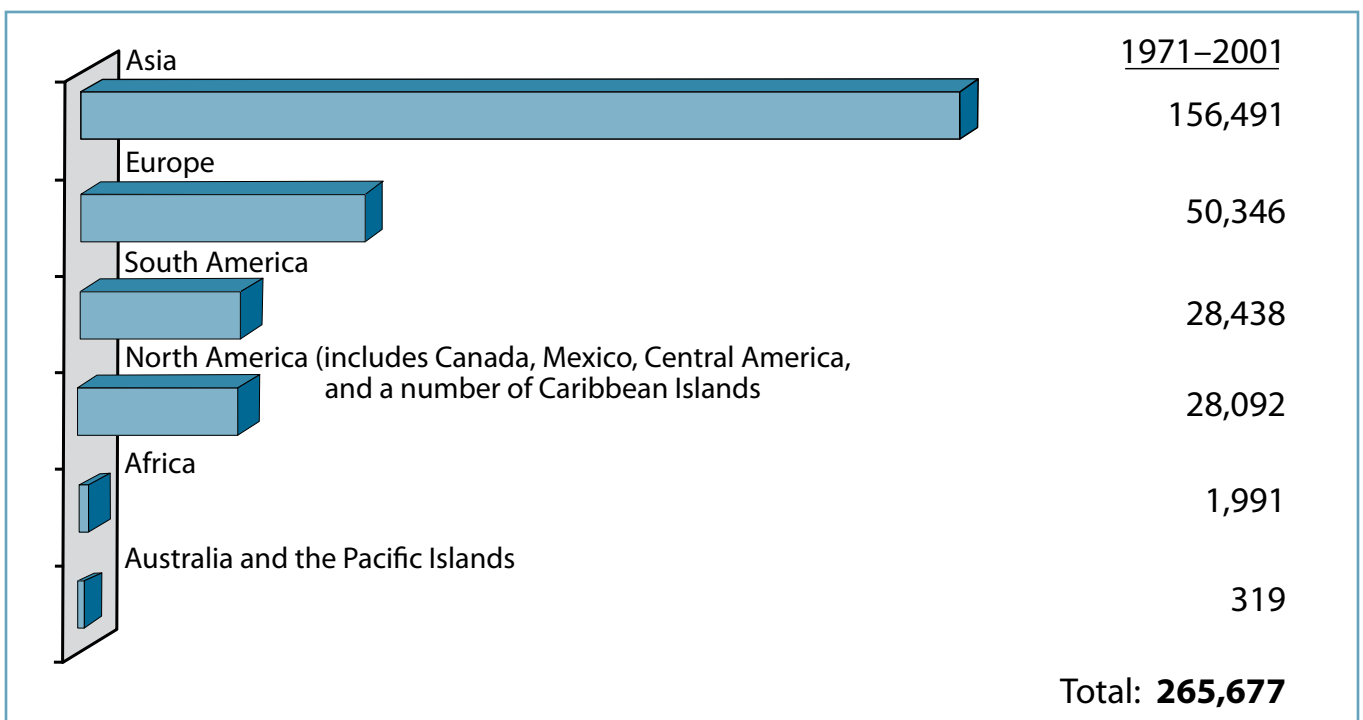 Asia
1971–2001
156,491
Europe
50,346
South America
28,438
North America (includes Canada, Mexico, Central America,
and a number of Caribbean Islands
28,092
Africa
1,991
Australia and the Pacific Islands
319
Total: 265,677